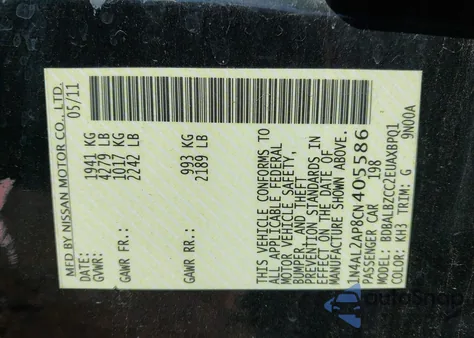 MFD BY NISSAN MOTOR CO., LTD.
DATE: 05/11
GVWR: 1941 KG
4279 LB
GAWR FR.: 1017 KG
2242 LB
GAWR RR.: 993 KG
2189 LB
THIS VEHICLE CONFORMS TO
ALL APPLICABLE FEDERAL
MOTOR VEHICLE SAFETY,
BUMPER, AND THEFT
PREVENTION STANDARDS IN
EFFECT ON THE DATE OF
MANUFACTURE SHOWN ABOVE.
1N4AL2AP8CN405586
PASSENGER CAR 198
MODEL: BDBALBZCCZEUAXBRQ1
COLOR: KH3 TRIM: G 9N00A
autoSnap